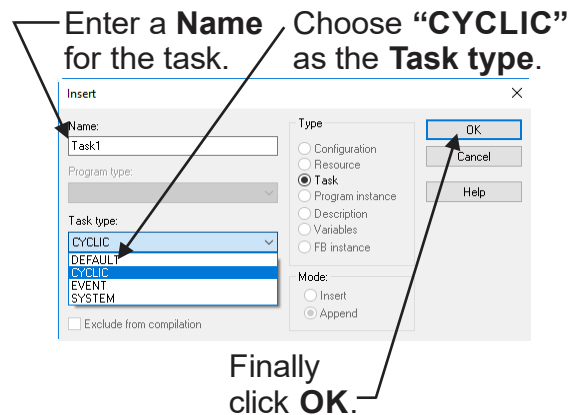 Enter a Name
for the task.
Choose “CYCLIC”
as the Task type.
Insert
Name:
Task1
Program type:
Task type:
CYCLIC
DEFAULT
CYCLIC
EVENT
SYSTEM
Exclude from compilation
Type
Configuration
Resource
Task
Program instance
Description
Variables
FB instance
Mode:
Insert
Append
OK
Cancel
Help
Finally
click OK.